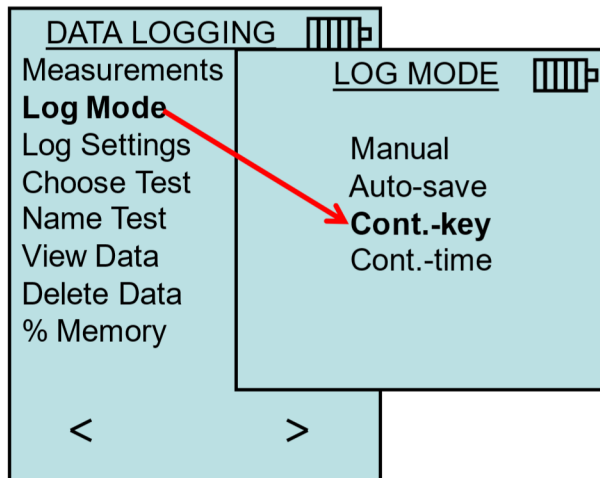 DATA LOGGING
Measurements
Log Mode
Log Settings
Choose Test
Name Test
View Data
Delete Data
% Memory
< >
LOG MODE
Manual
Auto-save
Cont.-key
Cont.-time